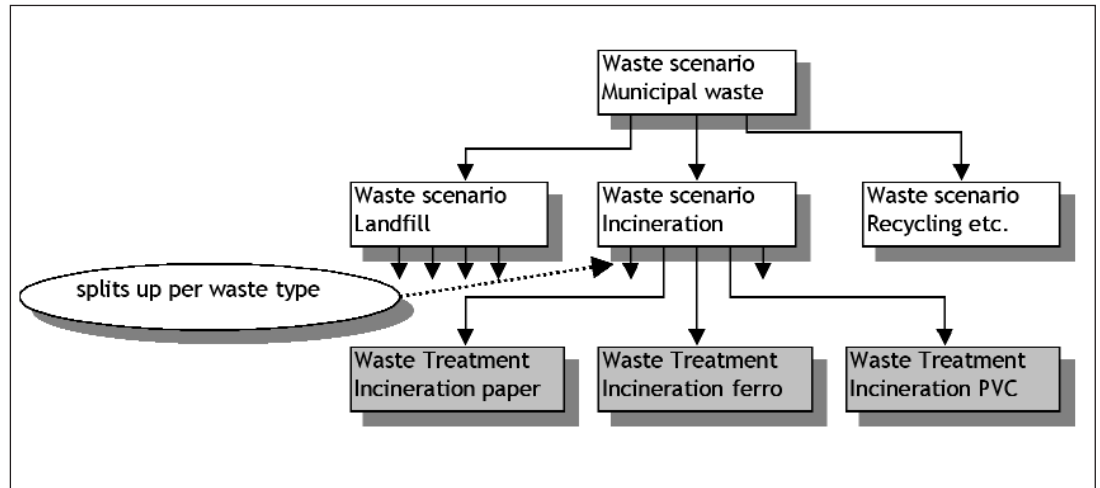 Waste scenario
Municipal waste
Waste scenario
Landfill
Waste scenario
Incineration
Waste scenario
Recycling etc.
splits up per waste type
Waste Treatment
Incineration paper
Waste Treatment
Incineration ferro
Waste Treatment
Incineration PVC